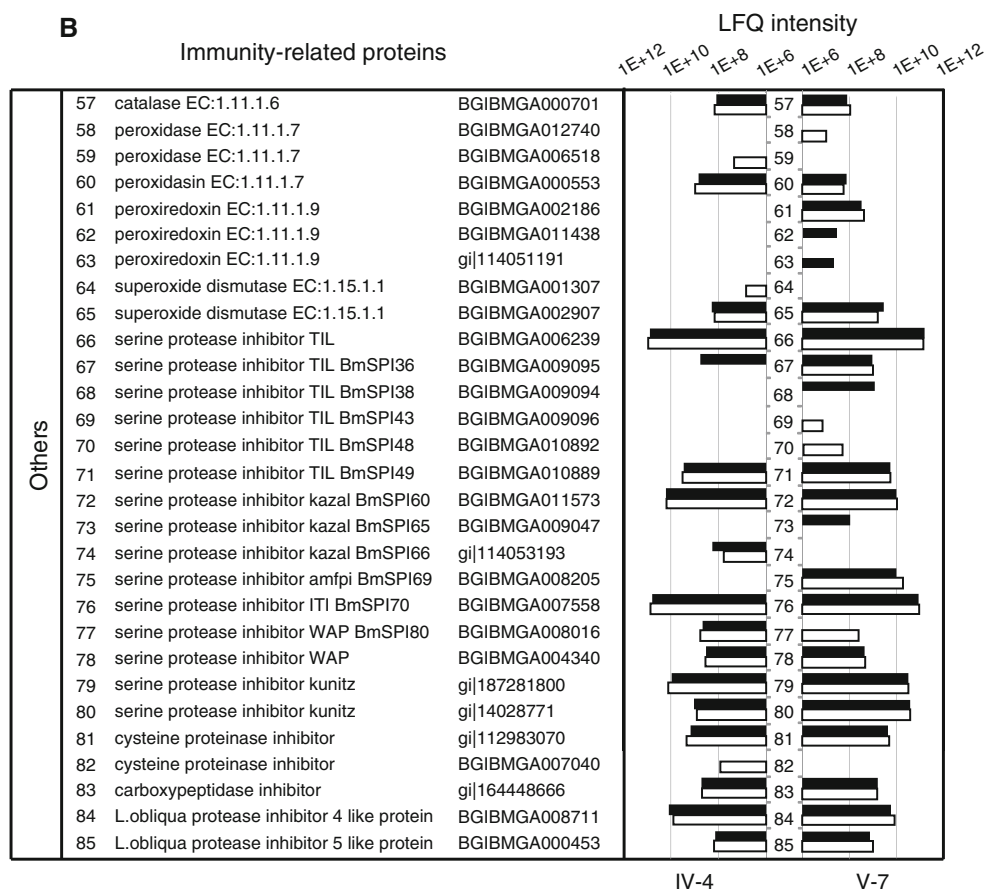 B
LFQ intensity
Immunity-related proteins
1E+12 1E+10 1E+8 1E+6 1E+6 1E+8 1E+10 1E+12
Others
57 catalase EC:1.11.1.6 BGIBMGA000701 57
58 peroxidase EC:1.11.1.7 BGIBMGA012740 58
59 peroxidase EC:1.11.1.7 BGIBMGA006518 59
60 peroxidasin EC:1.11.1.7 BGIBMGA000553 60
61 peroxiredoxin EC:1.11.1.9 BGIBMGA002186 61
62 peroxiredoxin EC:1.11.1.9 BGIBMGA011438 62
63 peroxiredoxin EC:1.11.1.9 gi|114051191 63
64 superoxide dismutase EC:1.15.1.1 BGIBMGA001307 64
65 superoxide dismutase EC:1.15.1.1 BGIBMGA002907 65
66 serine protease inhibitor TIL BGIBMGA006239 66
67 serine protease inhibitor TIL BmSPI36 BGIBMGA009095 67
68 serine protease inhibitor TIL BmSPI38 BGIBMGA009094 68
69 serine protease inhibitor TIL BmSPI43 BGIBMGA009096 69
70 serine protease inhibitor TIL BmSPI48 BGIBMGA010892 70
71 serine protease inhibitor TIL BmSPI49 BGIBMGA010889 71
72 serine protease inhibitor kazal BmSPI60 BGIBMGA011573 72
73 serine protease inhibitor kazal BmSPI65 BGIBMGA009047 73
74 serine protease inhibitor kazal BmSPI66 gi|114053193 74
75 serine protease inhibitor amfpi BmSPI69 BGIBMGA008205 75
76 serine protease inhibitor ITI BmSPI70 BGIBMGA007558 76
77 serine protease inhibitor WAP BmSPI80 BGIBMGA008016 77
78 serine protease inhibitor WAP BGIBMGA004340 78
79 serine protease inhibitor kunitz gi|187281800 79
80 serine protease inhibitor kunitz gi|14028771 80
81 cysteine proteinase inhibitor gi|112983070 81
82 cysteine proteinase inhibitor BGIBMGA007040 82
83 carboxypeptidase inhibitor gi|164448666 83
84 L.obliqua protease inhibitor 4 like protein BGIBMGA008711 84
85 L.obliqua protease inhibitor 5 like protein BGIBMGA000453 85
IV-4 V-7